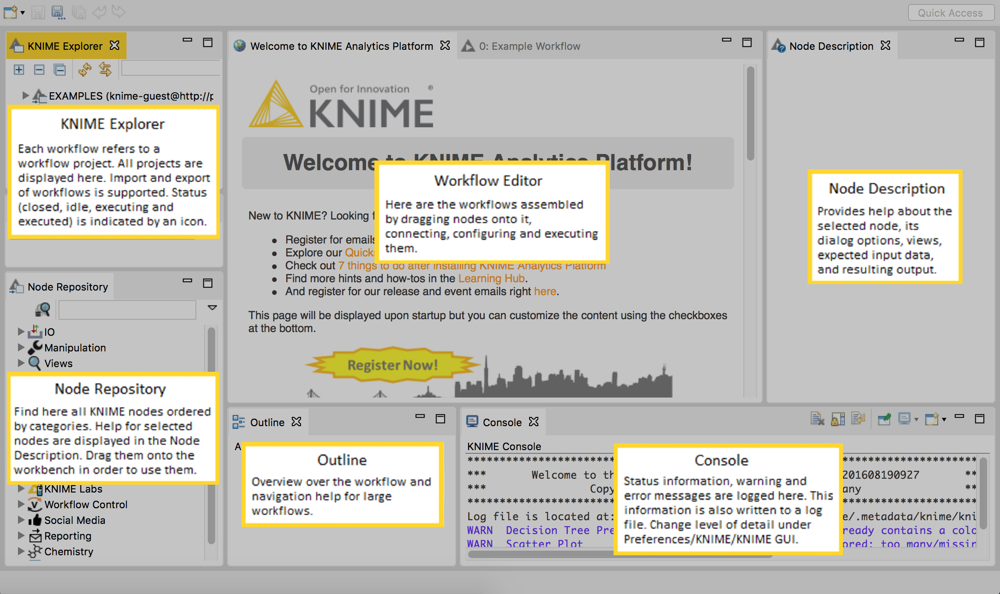 Quick Access
KNIME Explorer
EXAMPLES (knime-guest@http://p
KNIME Explorer
Each workflow refers to a
workflow project. All projects are
displayed here. Import and export
of workflows is supported. Status
(closed, idle, executing and
executed) is indicated by an icon.
Node Repository
IO
Manipulation
Views
Node Repository
Find here all KNIME nodes ordered
by categories. Help for selected
nodes are displayed in the Node
Description. Drag them onto the
workbench in order to use them.
KNIME Labs
Workflow Control
Social Media
Reporting
Chemistry
Welcome to KNIME Analytics Platform
0: Example Workflow
Open for Innovation ®
KNIME
Welcome to KNIME Analytics Platform!
Workflow Editor
Here are the workflows assembled
by dragging nodes onto it,
connecting, configuring and executing
them.
New to KNIME? Looking f
Register for emails
Explore our Quicks
Check out 7 things to do after installing KNIME Analytics Platform
Find more hints and how-tos in the Learning Hub.
And register for our release and event emails right here.
This page will be displayed upon startup but you can customize the content using the checkboxes
at the bottom.
Register Now!
Node Description
Node Description
Provides help about the
selected node, its
dialog options, views,
expected input data,
and resulting output.
Outline
A
Outline
Overview over the workflow and
navigation help for large
workflows.
Console
KNIME Console
*** Welcome to th 201608190927 **
*** Copy any **
Log file is located at: e/.metadata/knime/kni
WARN Decision Tree Pre ready contains a colo
WARN Scatter Plot ored: too many/missin
Console
Status information, warning and
error messages are logged here. This
information is also written to a log
file. Change level of detail under
Preferences/KNIME/KNIME GUI.